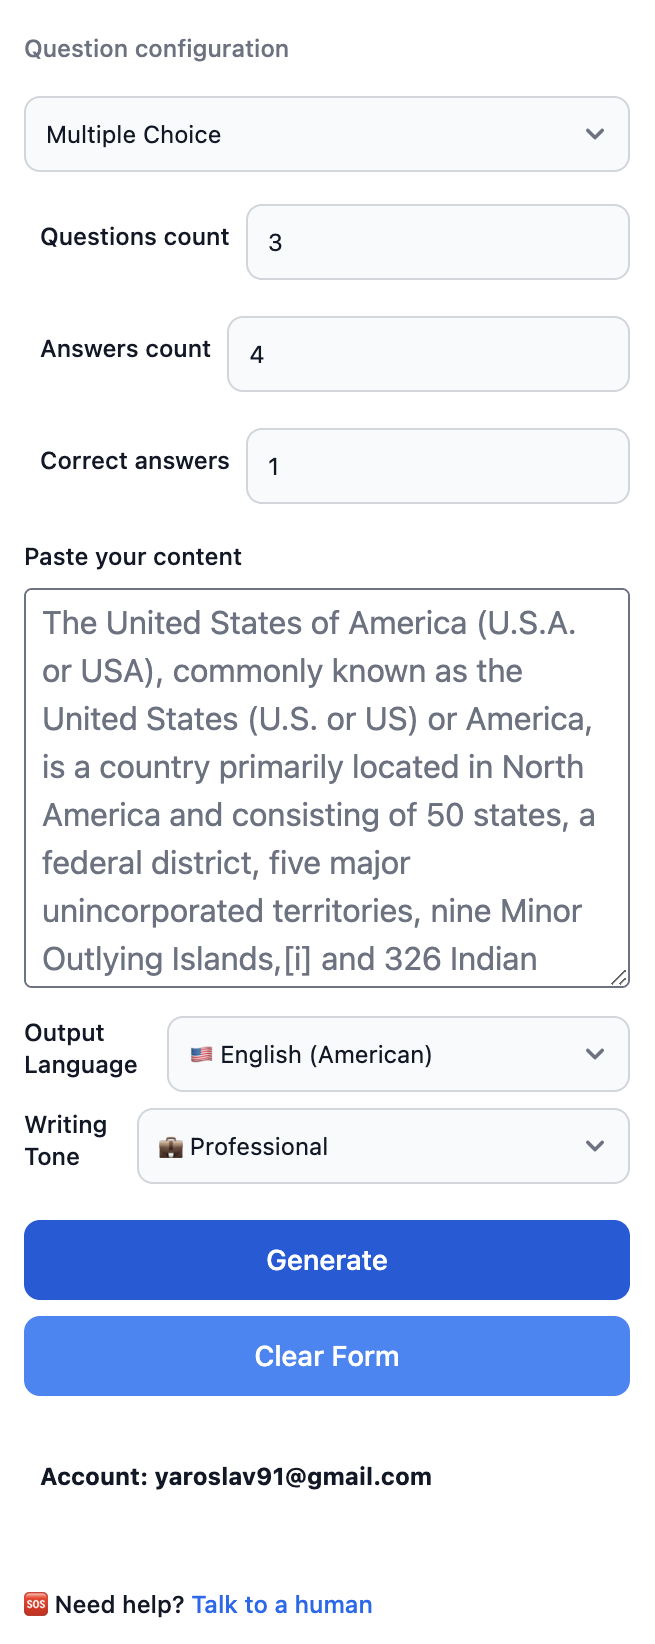 Question configuration
Multiple Choice
Questions count 3
Answers count 4
Correct answers 1
Paste your content
The United States of America (U.S.A.
or USA), commonly known as the
United States (U.S. or US) or America,
is a country primarily located in North
America and consisting of 50 states, a
federal district, five major
unincorporated territories, nine Minor
Outlying Islands,[i] and 326 Indian
Output
Language
🇺🇸 English (American)
Writing
Tone
💼 Professional
Generate
Clear Form
Account: yaroslav91@gmail.com
🆘 Need help? Talk to a human